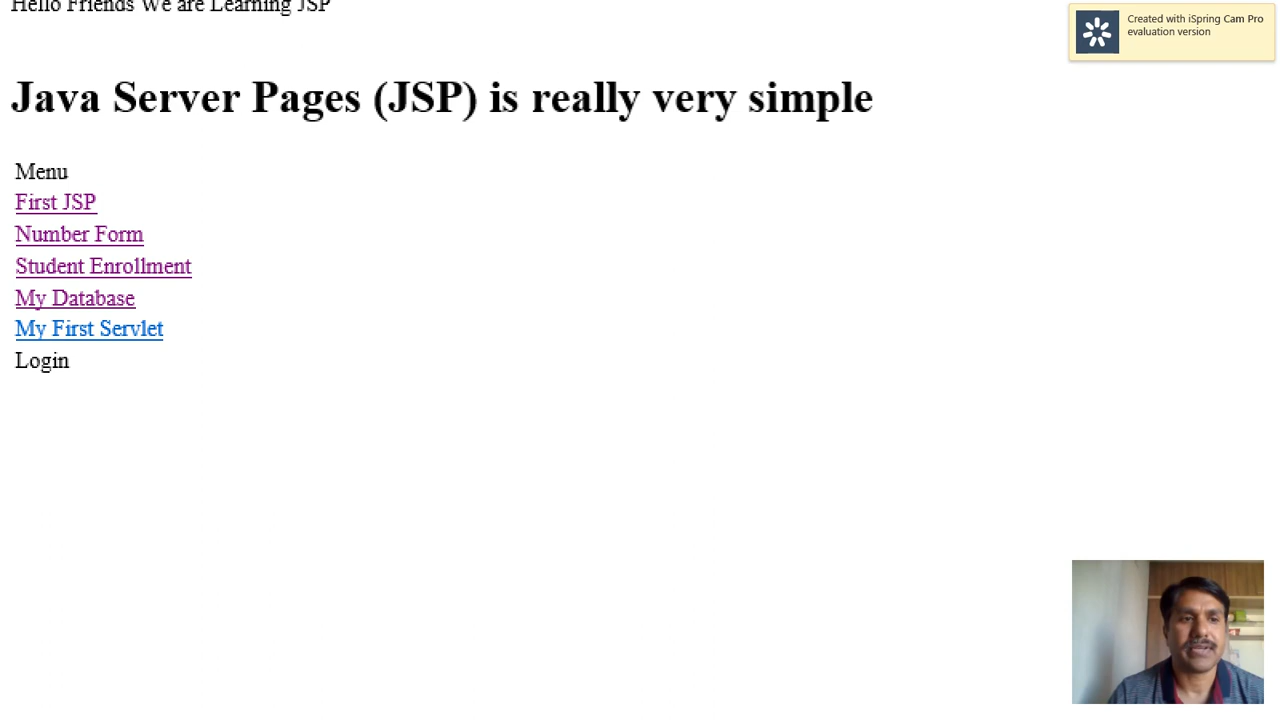 Hello Friends We are Learning JSP
Created with iSpring Cam Pro
evaluation version
Java Server Pages (JSP) is really very simple
Menu
First JSP
Number Form
Student Enrollment
My Database
My First Servlet
Login